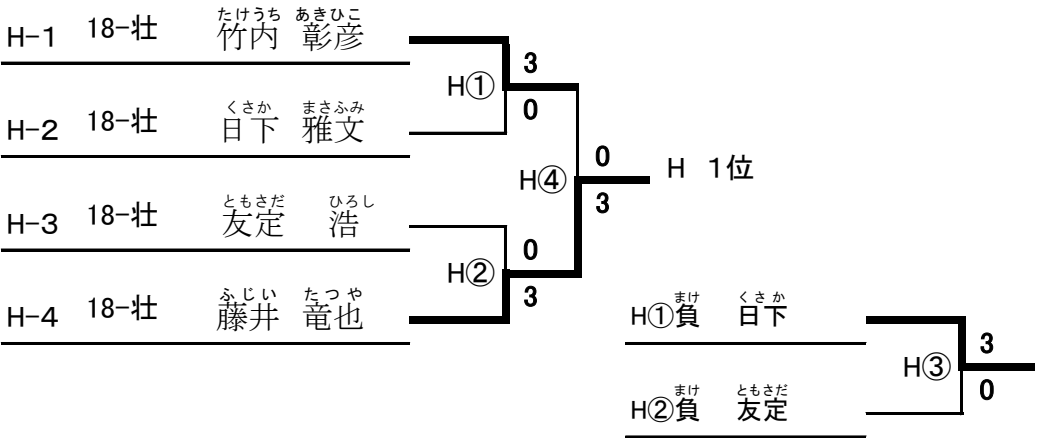 たけうち あきひこ
H-1 18-壮 竹内 彰彦
3
H①
0
くさか まさふみ
H-2 18-壮 日下 雅文
0
H④ H 1位
3
ともさだ ひろし
H-3 18-壮 友定 浩
0
H②
3
ふじい たつや
H-4 18-壮 藤井 竜也
まけ くさか
H①負 日下
3
H③
0
まけ ともさだ
H②負 友定